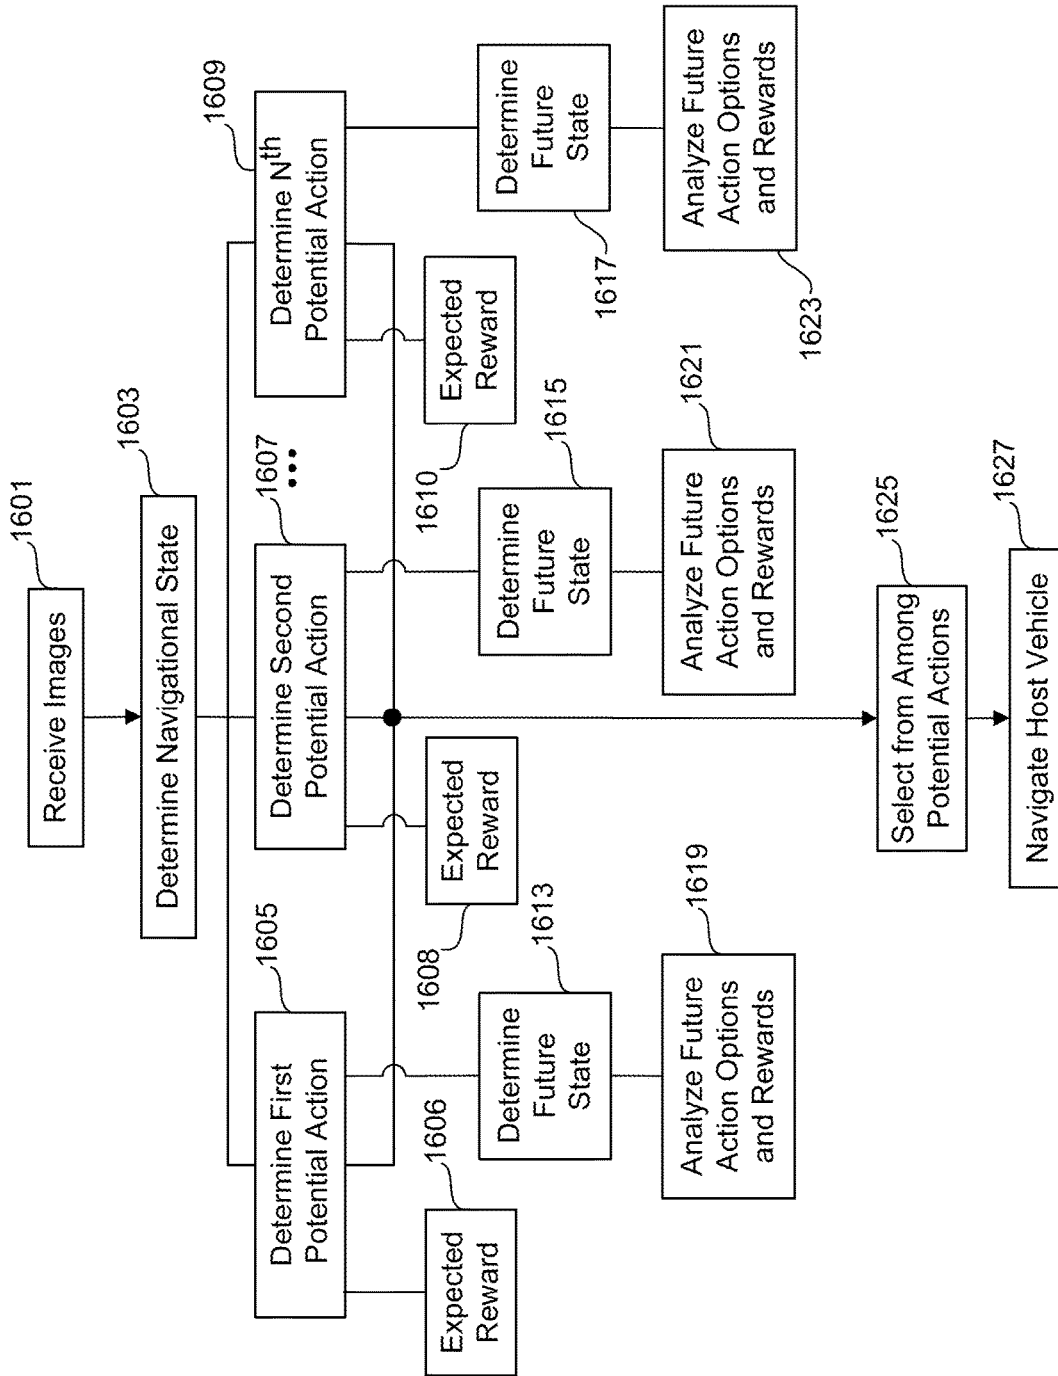 1601
Receive Images
1603
Determine Navigational State
1605
Determine First
Potential Action
1607
Determine Second
Potential Action
•••
1609
Determine Nth
Potential Action
1606
Expected
Reward
1608
Expected
Reward
1610
Expected
Reward
1613
Determine
Future
State
1615
Determine
Future
State
1617
Determine
Future
State
1619
Analyze Future
Action Options
and Rewards
1621
Analyze Future
Action Options
and Rewards
1623
Analyze Future
Action Options
and Rewards
1625
Select from Among
Potential Actions
1627
Navigate Host Vehicle